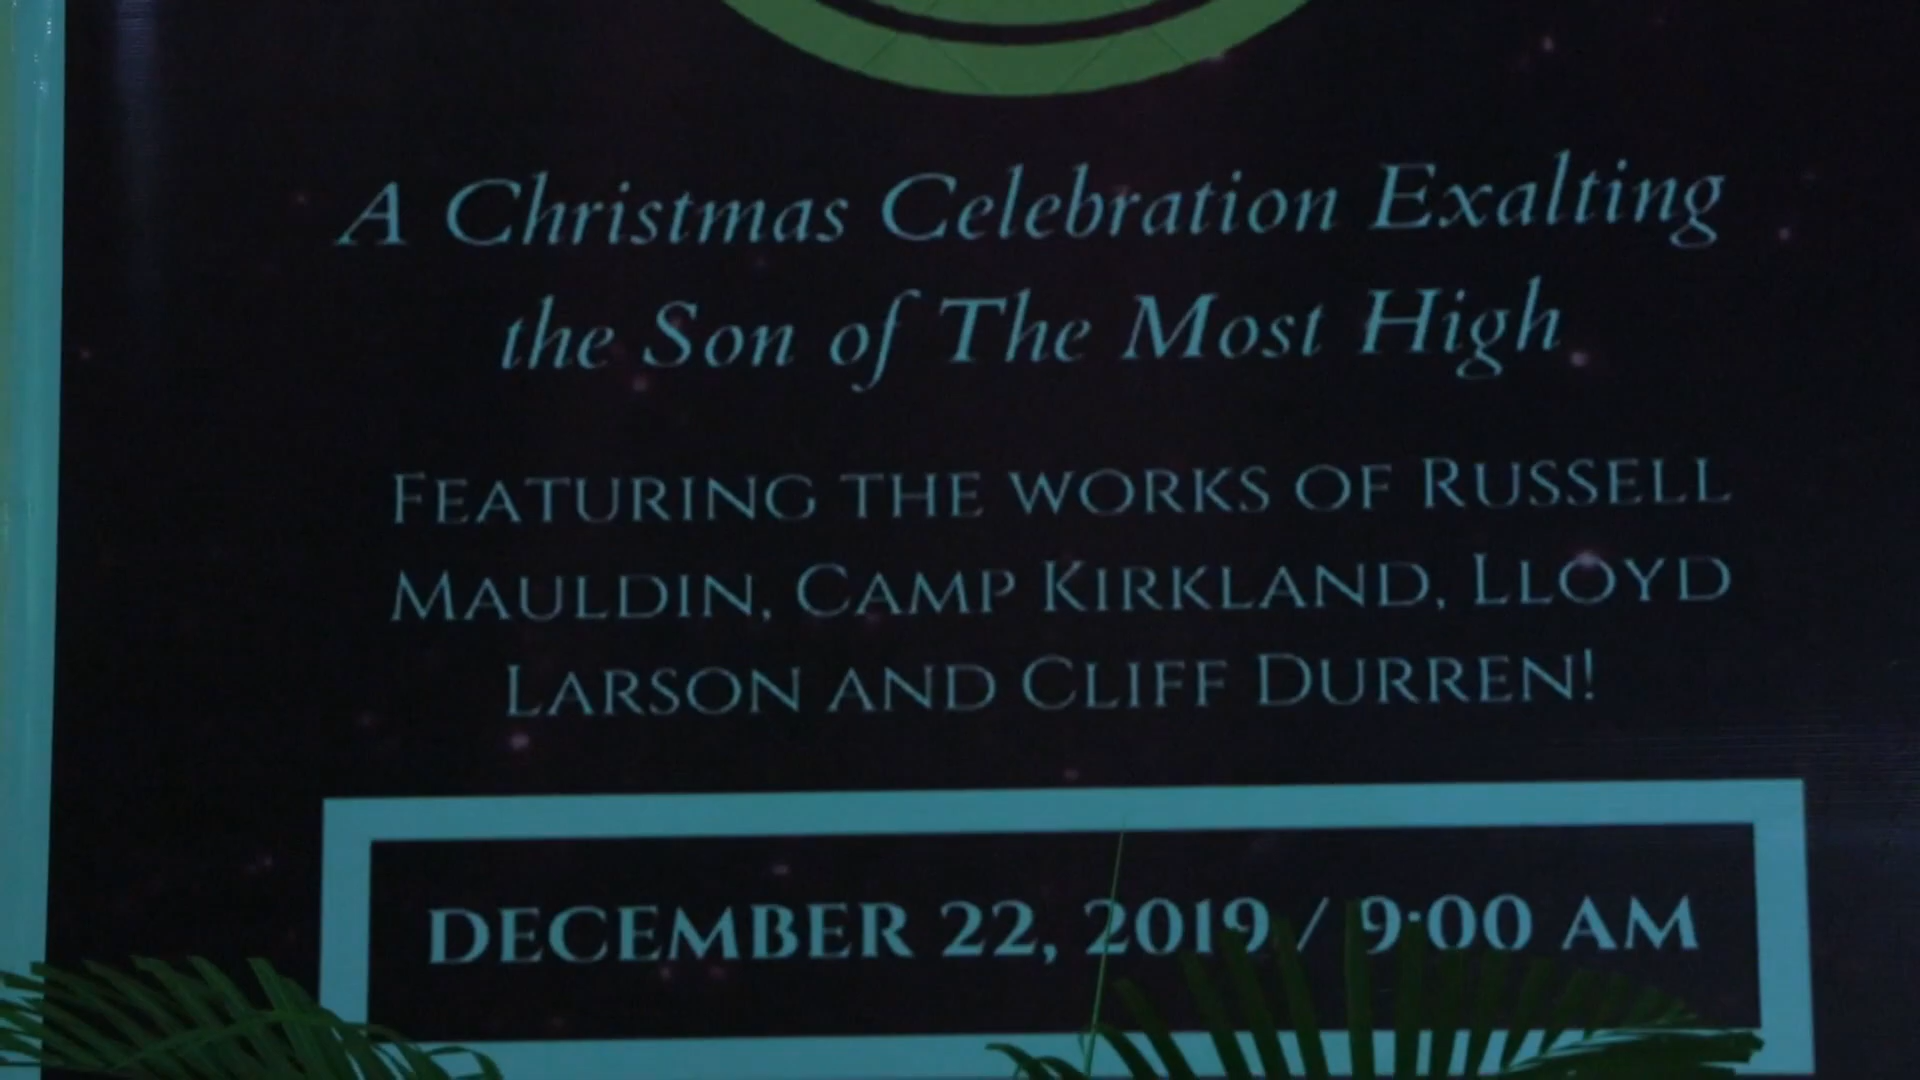 A Christmas Celebration Exalting
the Son of The Most High
FEATURING THE WORKS OF RUSSELL
MAULDIN, CAMP KIRKLAND, LLOYD
LARSON AND CLIFF DURREN!
DECEMBER 22, 2019 / 9:00 AM